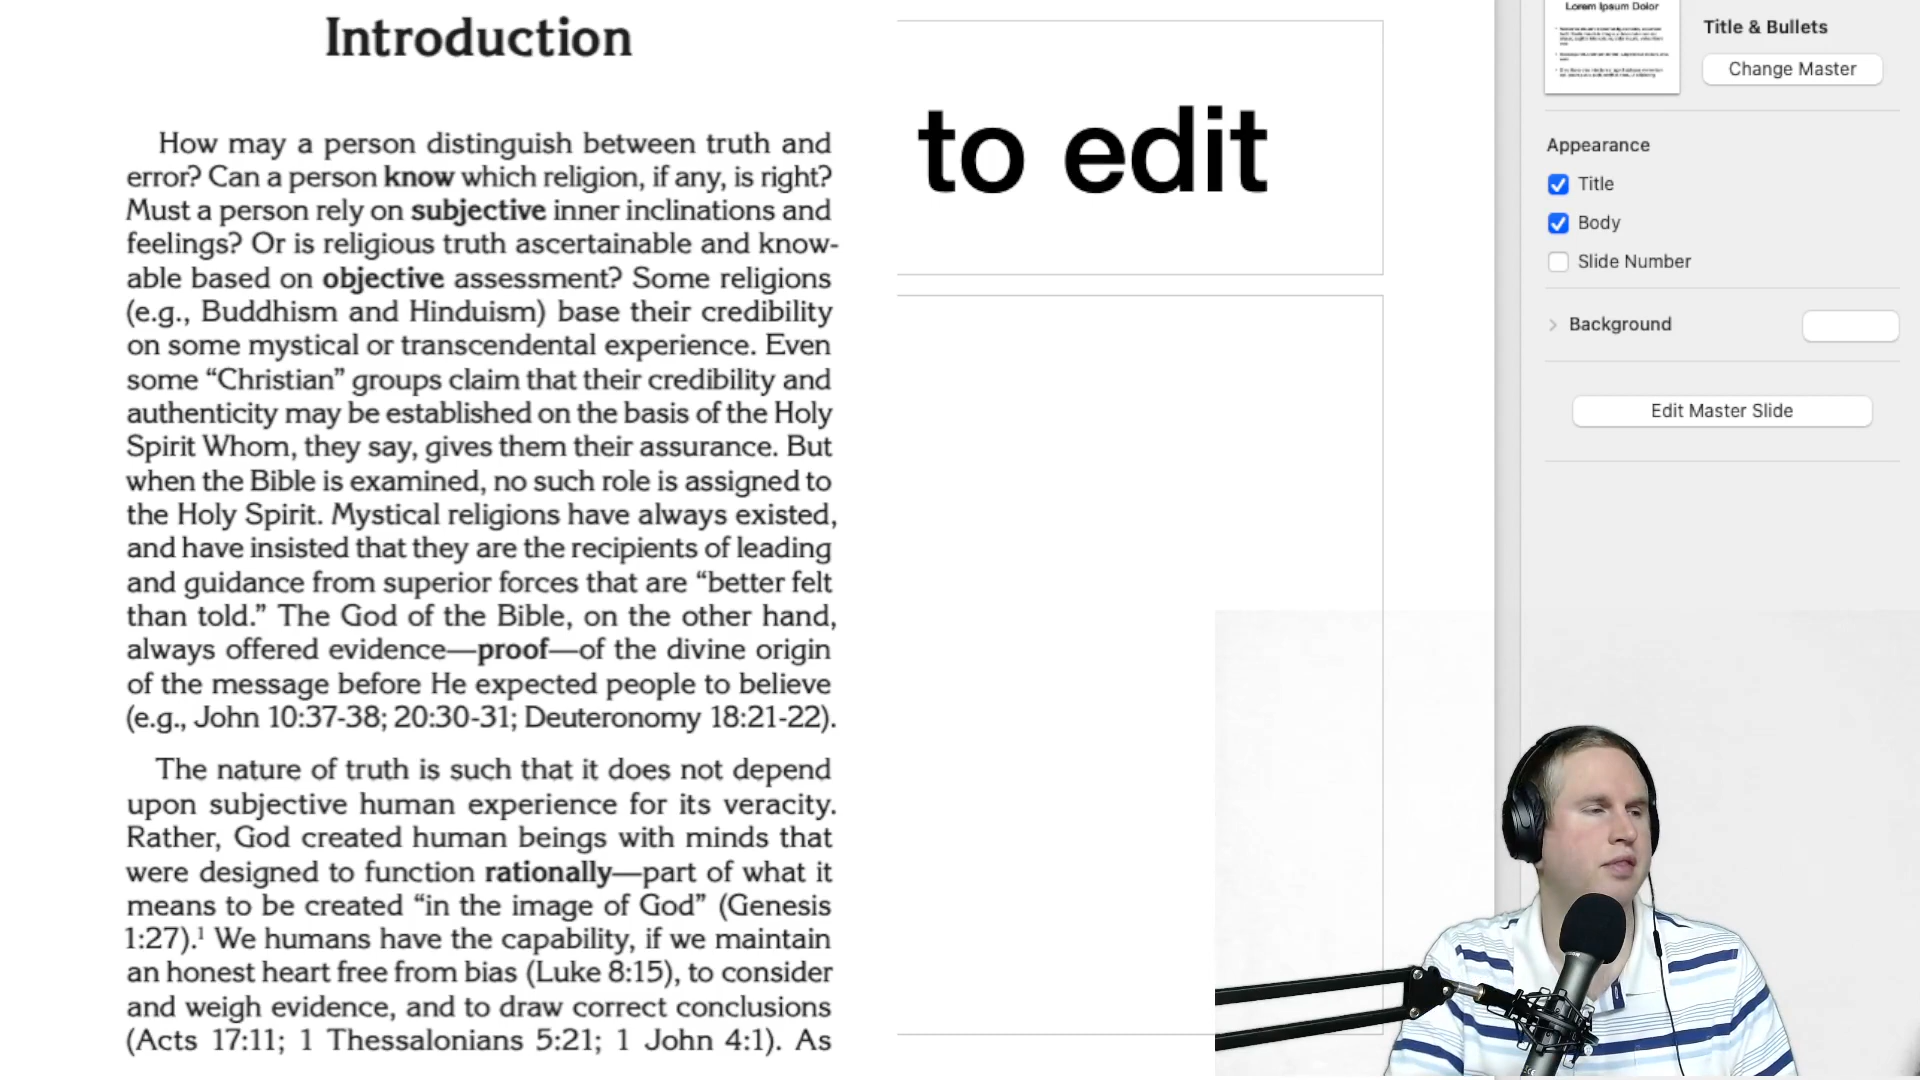 Introduction
How may a person distinguish between truth and
error? Can a person know which religion, if any, is right?
Must a person rely on subjective inner inclinations and
feelings? Or is religious truth ascertainable and know-
able based on objective assessment? Some religions
(e.g., Buddhism and Hinduism) base their credibility
on some mystical or transcendental experience. Even
some “Christian” groups claim that their credibility and
authenticity may be established on the basis of the Holy
Spirit Whom, they say, gives them their assurance. But
when the Bible is examined, no such role is assigned to
the Holy Spirit. Mystical religions have always existed,
and have insisted that they are the recipients of leading
and guidance from superior forces that are “better felt
than told.” The God of the Bible, on the other hand,
always offered evidence—proof—of the divine origin
of the message before He expected people to believe
(e.g., John 10:37-38; 20:30-31; Deuteronomy 18:21-22).
The nature of truth is such that it does not depend
upon subjective human experience for its veracity.
Rather, God created human beings with minds that
were designed to function rationally—part of what it
means to be created “in the image of God” (Genesis
1:27).¹ We humans have the capability, if we maintain
an honest heart free from bias (Luke 8:15), to consider
and weigh evidence, and to draw correct conclusions
(Acts 17:11; 1 Thessalonians 5:21; 1 John 4:1). As
to edit
Lorem Ipsum Dolor
Title & Bullets
Change Master
Appearance
Title
Body
Slide Number
Background
Edit Master Slide